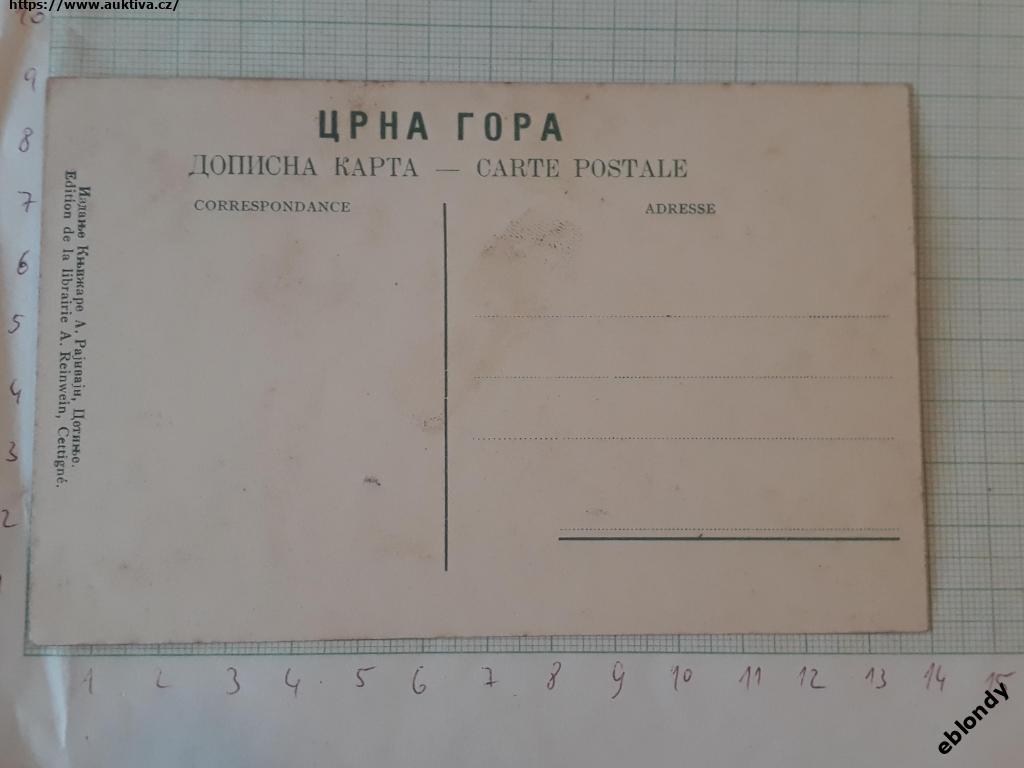 https://www.auktiva.cz/
ЦРНА ГОРА
ДОПИСНА КАРТА — CARTE POSTALE
CORRESPONDANCE
ADRESSE
Издање Књижаре А. Рајнвајн, Цетиње.
Edition de la librairie A. Reinwein, Cettigné.
10
9
8
7
6
5
4
3
2
1 2 3 4 5 6 7 8 9 10 11 12 13 14 15
eblondy